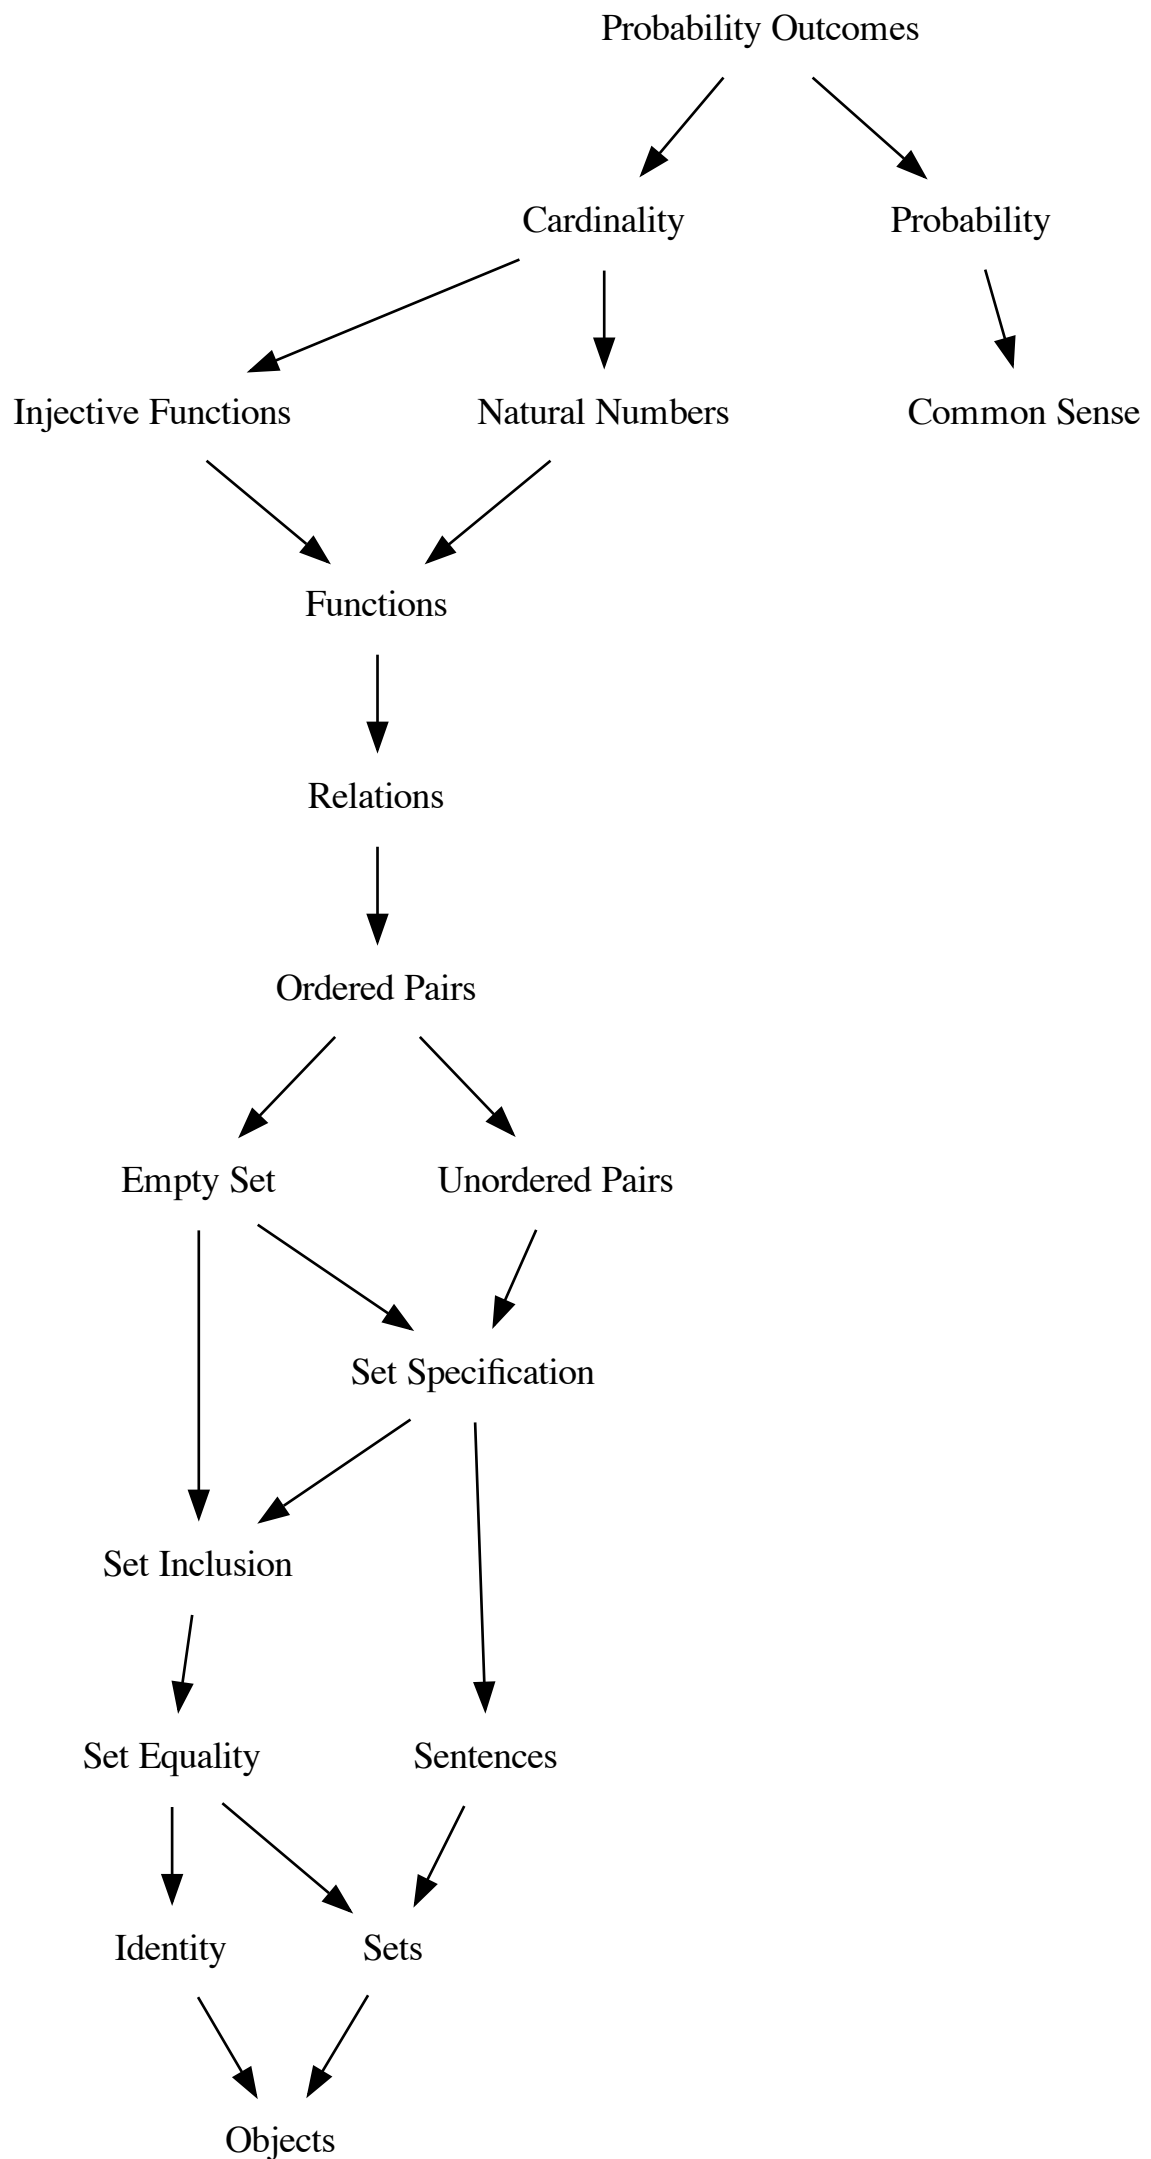 Probability Outcomes
Cardinality
Probability
Injective Functions
Natural Numbers
Common Sense
Functions
Relations
Ordered Pairs
Empty Set
Unordered Pairs
Set Specification
Set Inclusion
Set Equality
Sentences
Identity
Sets
Objects